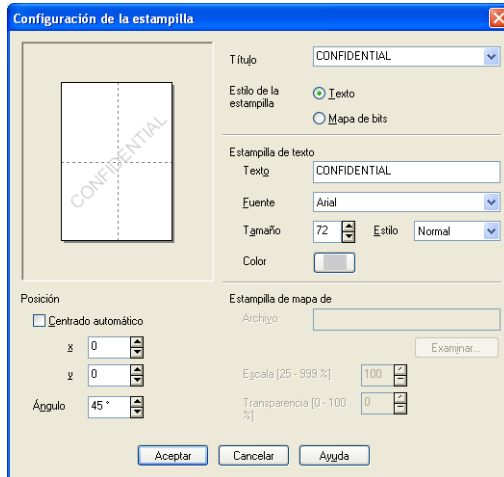 Configuración de la estampilla
CONFIDENTIAL
Título CONFIDENTIAL
Estilo de la
estampilla
Texto
Mapa de bits
Estampilla de texto
Texto CONFIDENTIAL
Fuente Arial
Tamaño 72 Estilo Normal
Color
Posición
Centrado automático
x 0
y 0
Ángulo 45 °
Estampilla de mapa de
Archivo
Examinar...
Escala [25 - 999 %] 100
Transparencia [0 - 100
%] 0
Aceptar Cancelar Ayuda